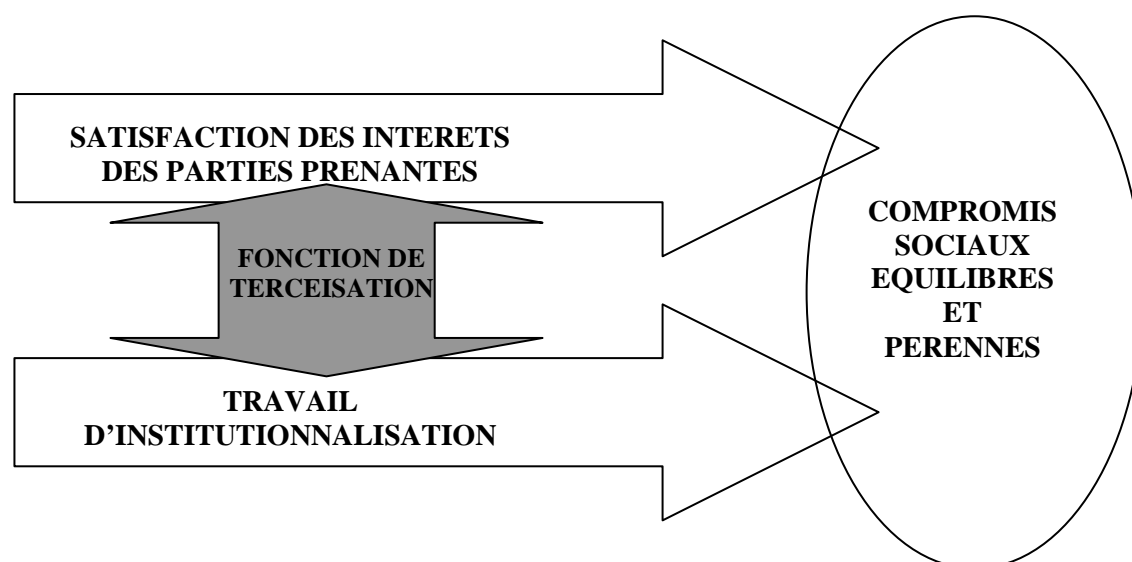 SATISFACTION DES INTERETS
DES PARTIES PRENANTES
FONCTION DE
TERCEISATION
TRAVAIL
D’INSTITUTIONNALISATION
COMPROMIS
SOCIAUX
EQUILIBRES
ET
PERENNES